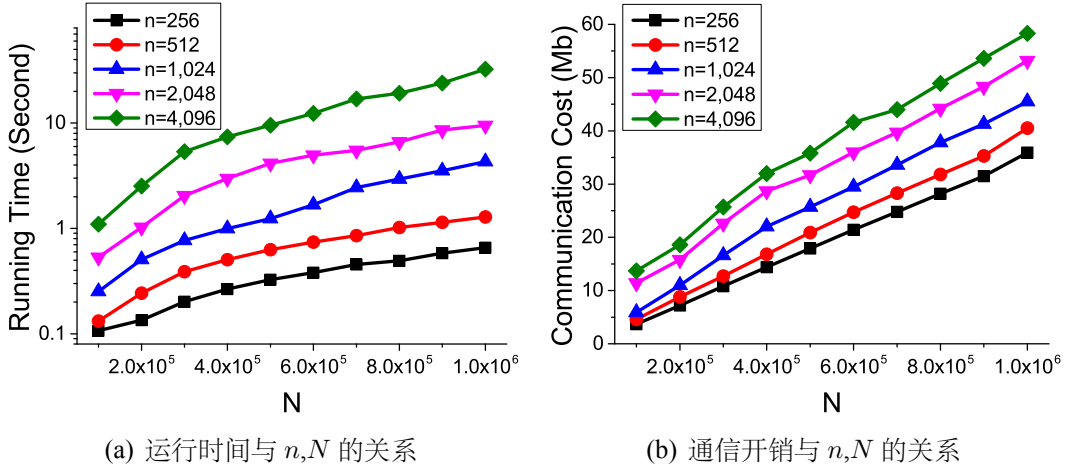 n=256
n=512
n=1,024
n=2,048
n=4,096
Running Time (Second)
10
1
0.1
2.0x10⁵ 4.0x10⁵ 6.0x10⁵ 8.0x10⁵ 1.0x10⁶
N
(a) 运行时间与 n,N 的关系
n=256
n=512
n=1,024
n=2,048
n=4,096
Communication Cost (Mb)
60
50
40
30
20
10
0
2.0x10⁵ 4.0x10⁵ 6.0x10⁵ 8.0x10⁵ 1.0x10⁶
N
(b) 通信开销与 n,N 的关系